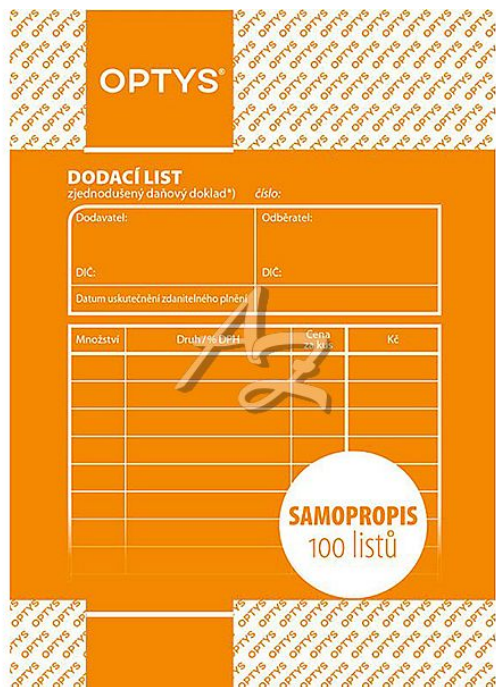 OPTYS®
DODACÍ LIST
zjednodušený daňový doklad*) číslo:
Dodavatel: Odběratel:
DIČ: DIČ:
Datum uskutečnění zdanitelného plnění
Množství Druh/% DPH Cena za kus Kč
AZ
SAMOPROPIS
100 listů